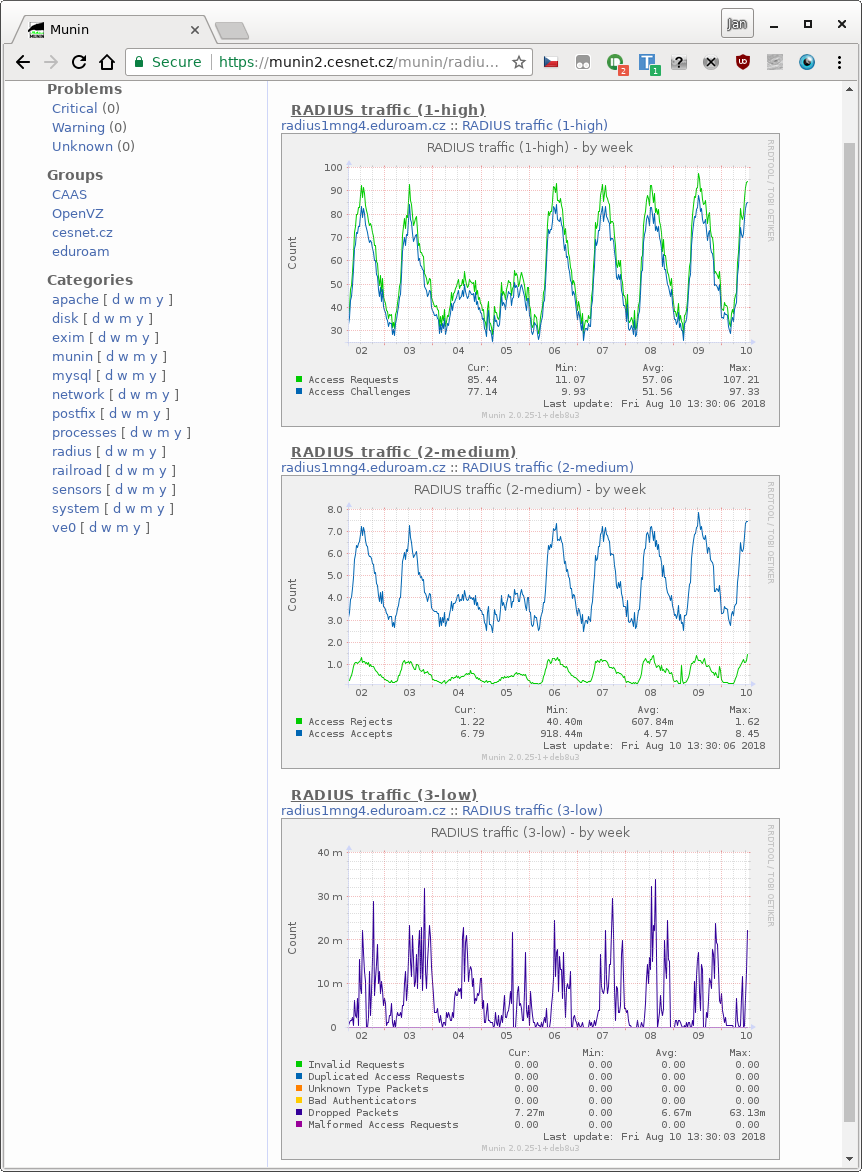 Munin
Jan
Secure https://munin2.cesnet.cz/munin/radiu...
2
1
Problems
Critical (0)
Warning (0)
Unknown (0)
Groups
CAAS
OpenVZ
cesnet.cz
eduroam
Categories
apache [ d w m y ]
disk [ d w m y ]
exim [ d w m y ]
munin [ d w m y ]
mysql [ d w m y ]
network [ d w m y ]
postfix [ d w m y ]
processes [ d w m y ]
radius [ d w m y ]
railroad [ d w m y ]
sensors [ d w m y ]
system [ d w m y ]
ve0 [ d w m y ]
RADIUS traffic (1-high)
radius1mng4.eduroam.cz :: RADIUS traffic (1-high)
RADIUS traffic (1-high) - by week
RRDTOOL / TOBI OETIKER
Count
100
90
80
70
60
50
40
30
02 03 04 05 06 07 08 09 10
Cur: Min: Avg: Max:
Access Requests 85.44 11.07 57.06 107.21
Access Challenges 77.14 9.93 51.56 97.33
Last update: Fri Aug 10 13:30:06 2018
Munin 2.0.25-1+deb8u3
RADIUS traffic (2-medium)
radius1mng4.eduroam.cz :: RADIUS traffic (2-medium)
RADIUS traffic (2-medium) - by week
RRDTOOL / TOBI OETIKER
Count
8.0
7.0
6.0
5.0
4.0
3.0
2.0
1.0
02 03 04 05 06 07 08 09 10
Cur: Min: Avg: Max:
Access Rejects 1.22 40.40m 607.84m 1.62
Access Accepts 6.79 918.44m 4.57 8.45
Last update: Fri Aug 10 13:30:06 2018
Munin 2.0.25-1+deb8u3
RADIUS traffic (3-low)
radius1mng4.eduroam.cz :: RADIUS traffic (3-low)
RADIUS traffic (3-low) - by week
RRDTOOL / TOBI OETIKER
Count
40 m
30 m
20 m
10 m
0
02 03 04 05 06 07 08 09 10
Cur: Min: Avg: Max:
Invalid Requests 0.00 0.00 0.00 0.00
Duplicated Access Requests 0.00 0.00 0.00 0.00
Unknown Type Packets 0.00 0.00 0.00 0.00
Bad Authenticators 0.00 0.00 0.00 0.00
Dropped Packets 7.27m 0.00 6.67m 63.13m
Malformed Access Requests 0.00 0.00 0.00 0.00
Last update: Fri Aug 10 13:30:03 2018
Munin 2.0.25-1+deb8u3